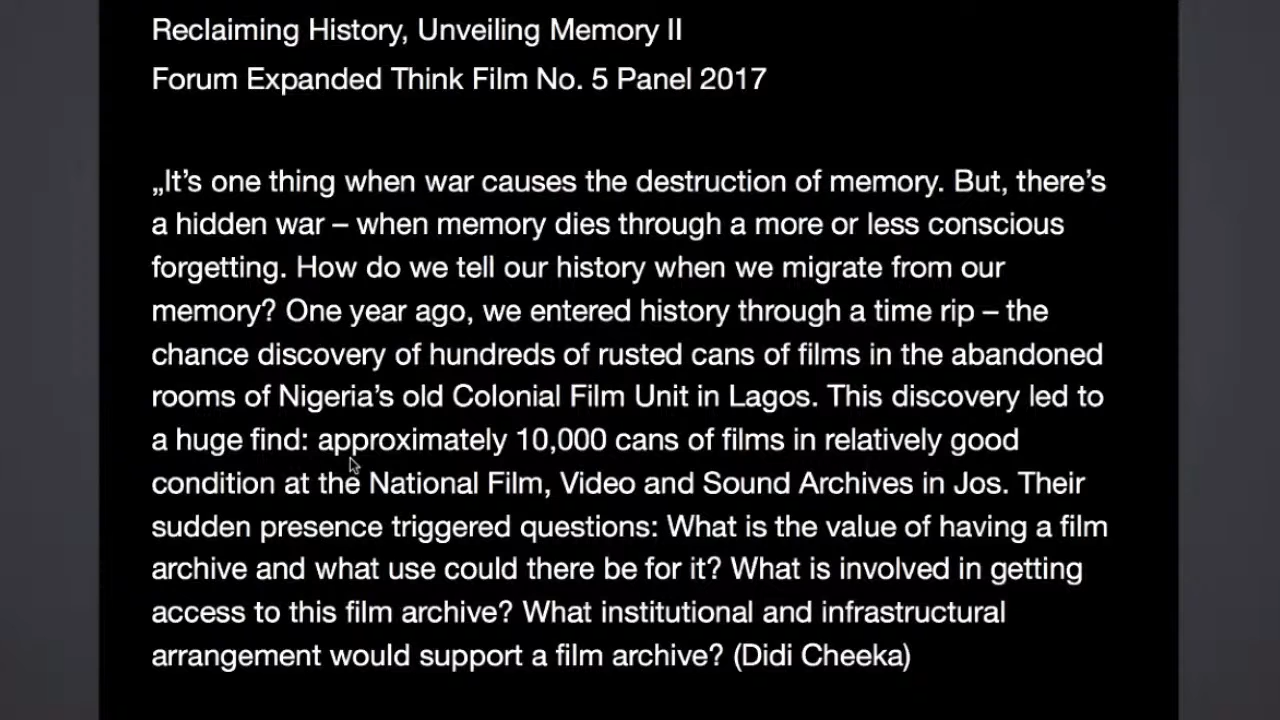 Reclaiming History, Unveiling Memory II
Forum Expanded Think Film No. 5 Panel 2017
„It’s one thing when war causes the destruction of memory. But, there’s
a hidden war – when memory dies through a more or less conscious
forgetting. How do we tell our history when we migrate from our
memory? One year ago, we entered history through a time rip – the
chance discovery of hundreds of rusted cans of films in the abandoned
rooms of Nigeria’s old Colonial Film Unit in Lagos. This discovery led to
a huge find: approximately 10,000 cans of films in relatively good
condition at the National Film, Video and Sound Archives in Jos. Their
sudden presence triggered questions: What is the value of having a film
archive and what use could there be for it? What is involved in getting
access to this film archive? What institutional and infrastructural
arrangement would support a film archive? (Didi Cheeka)